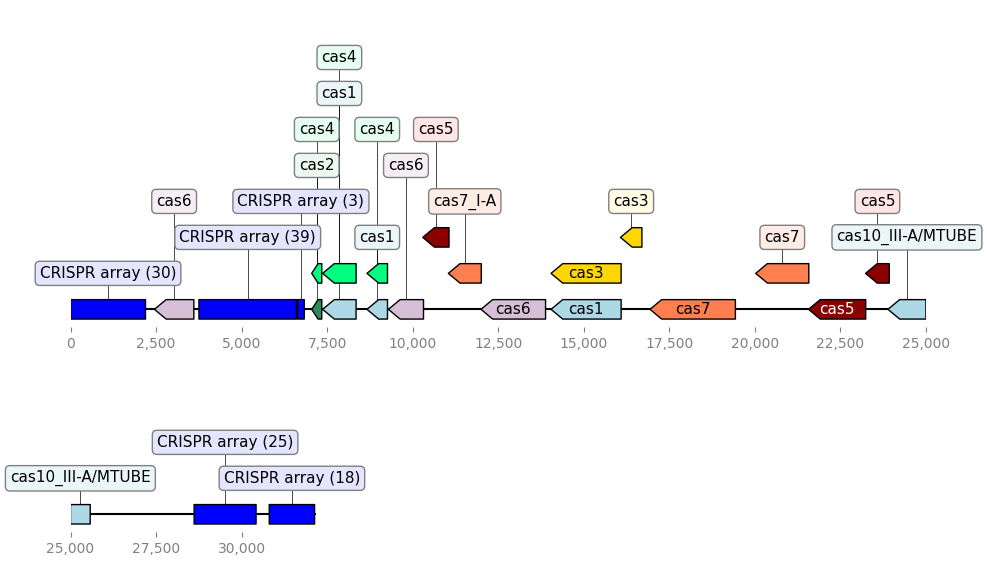 cas4
cas1
cas4 cas4 cas5
cas2 cas6
cas6 CRISPR array (3) cas7_I-A cas3 cas5
CRISPR array (39) cas1 cas7 cas10_III-A/MTUBE
CRISPR array (30) cas3
cas6 cas1 cas7 cas5
0 2,500 5,000 7,500 10,000 12,500 15,000 17,500 20,000 22,500 25,000
CRISPR array (25)
cas10_III-A/MTUBE CRISPR array (18)
25,000 27,500 30,000